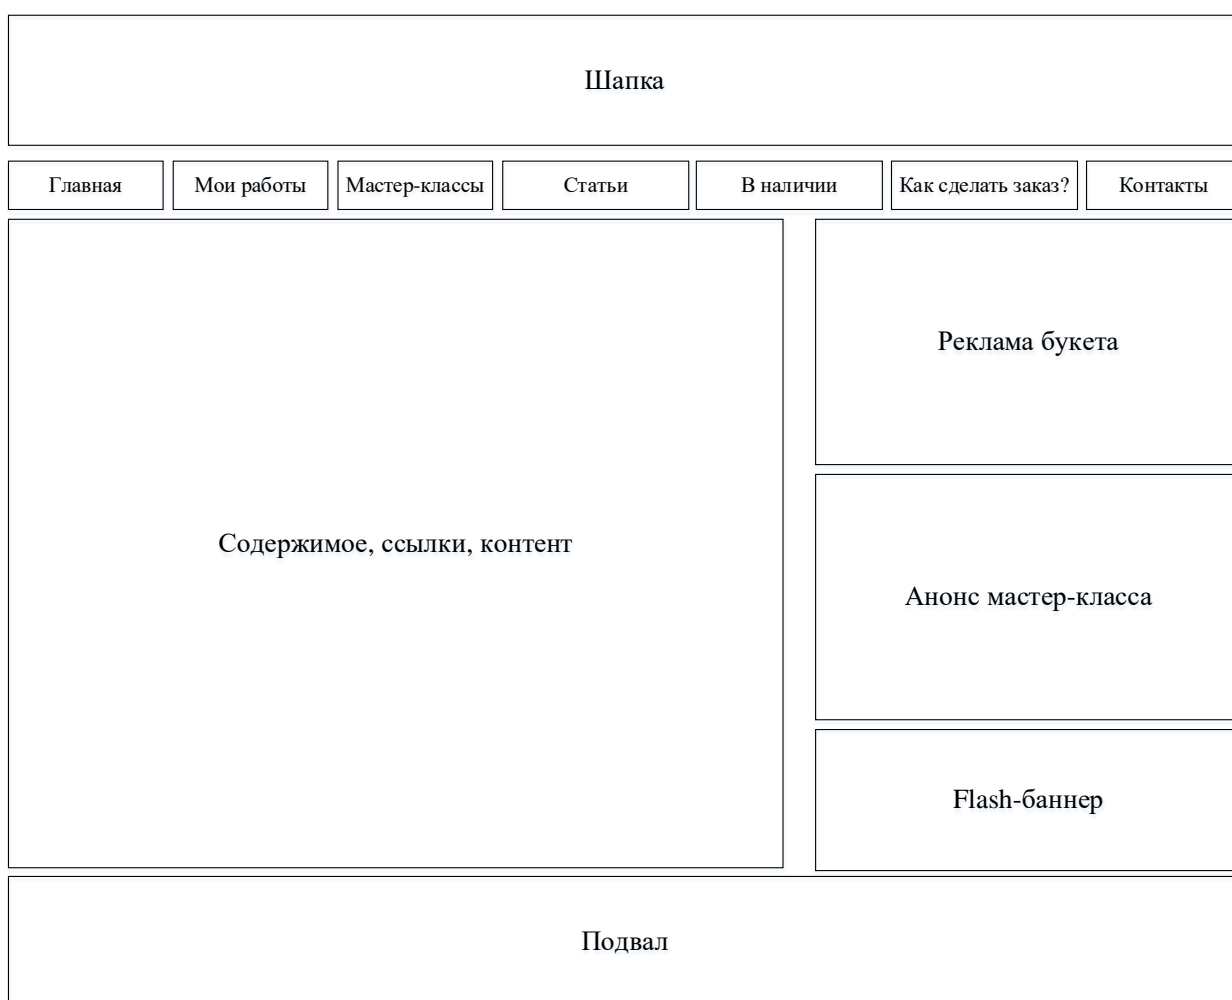 Шапка
Главная
Мои работы
Мастер-классы
Статьи
В наличии
Как сделать заказ?
Контакты
Содержимое, ссылки, контент
Реклама букета
Анонс мастер-класса
Flash-баннер
Подвал